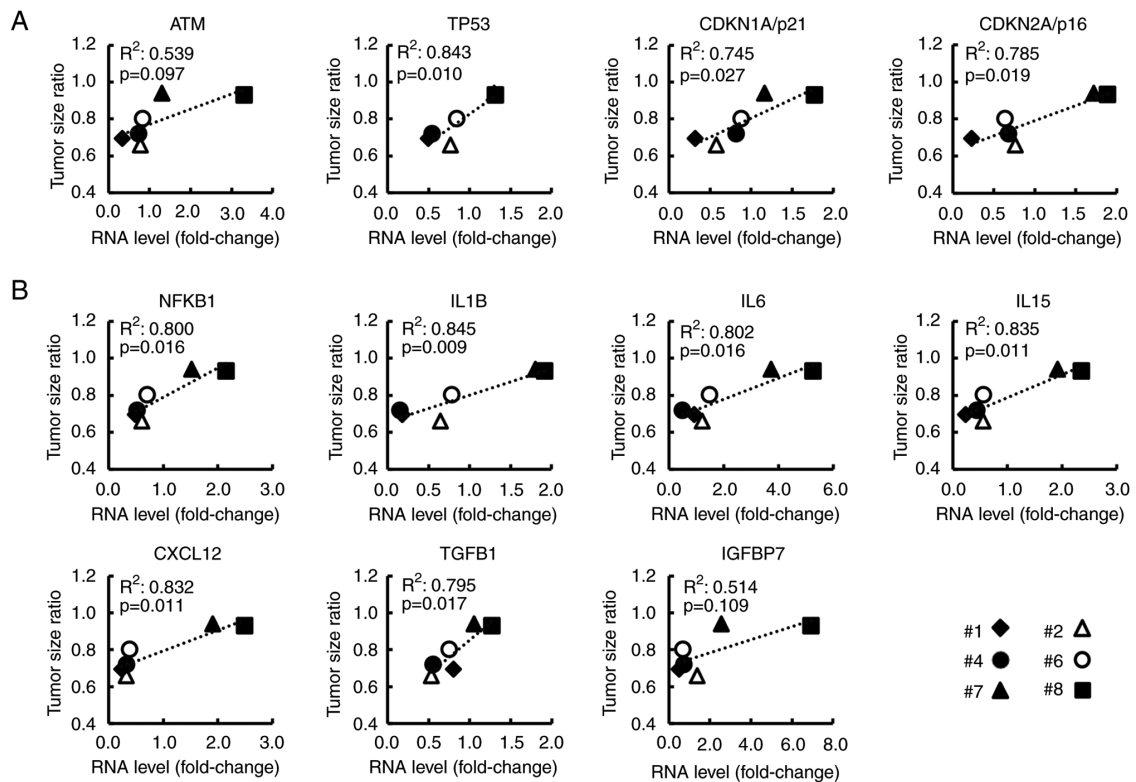 A
ATM
R2: 0.539
p=0.097
Tumor size ratio
1.2
1.0
0.8
0.6
0.4
0.0 1.0 2.0 3.0 4.0
RNA level (fold-change)
TP53
R2: 0.843
p=0.010
Tumor size ratio
1.2
1.0
0.8
0.6
0.4
0.0 0.5 1.0 1.5 2.0
RNA level (fold-change)
CDKN1A/p21
R2: 0.745
p=0.027
Tumor size ratio
1.2
1.0
0.8
0.6
0.4
0.0 0.5 1.0 1.5 2.0
RNA level (fold-change)
CDKN2A/p16
R2: 0.785
p=0.019
Tumor size ratio
1.2
1.0
0.8
0.6
0.4
0.0 0.5 1.0 1.5 2.0
RNA level (fold-change)
B
NFKB1
R2: 0.800
p=0.016
Tumor size ratio
1.2
1.0
0.8
0.6
0.4
0.0 1.0 2.0 3.0
RNA level (fold-change)
IL1B
R2: 0.845
p=0.009
Tumor size ratio
1.2
1.0
0.8
0.6
0.4
0.0 0.5 1.0 1.5 2.0
RNA level (fold-change)
IL6
R2: 0.802
p=0.016
Tumor size ratio
1.2
1.0
0.8
0.6
0.4
0.0 2.0 4.0 6.0
RNA level (fold-change)
IL15
R2: 0.835
p=0.011
Tumor size ratio
1.2
1.0
0.8
0.6
0.4
0.0 1.0 2.0 3.0
RNA level (fold-change)
CXCL12
R2: 0.832
p=0.011
Tumor size ratio
1.2
1.0
0.8
0.6
0.4
0.0 1.0 2.0 3.0
RNA level (fold-change)
TGFB1
R2: 0.795
p=0.017
Tumor size ratio
1.2
1.0
0.8
0.6
0.4
0.0 0.5 1.0 1.5 2.0
RNA level (fold-change)
IGFBP7
R2: 0.514
p=0.109
Tumor size ratio
1.2
1.0
0.8
0.6
0.4
0.0 2.0 4.0 6.0 8.0
RNA level (fold-change)
#1 #2
#4 #6
#7 #8